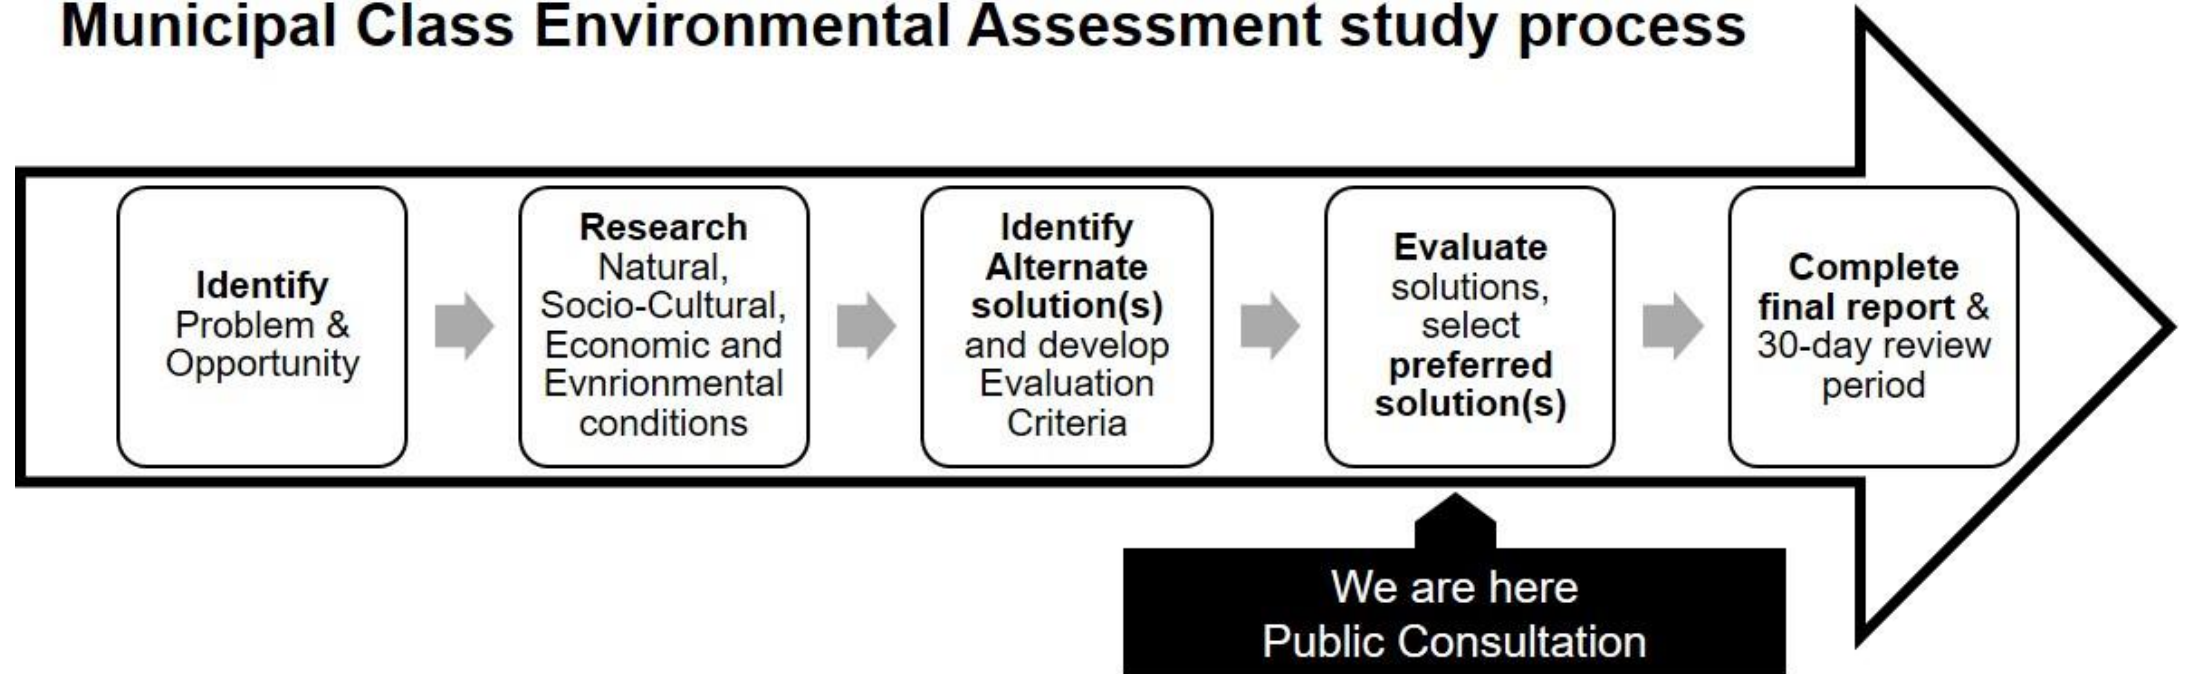 Municipal Class Environmental Assessment study process
Identify
Problem &
Opportunity
Research
Natural,
Socio-Cultural,
Economic and
Evnrionmental
conditions
Identify
Alternate
solution(s)
and develop
Evaluation
Criteria
Evaluate
solutions,
select
preferred
solution(s)
Complete
final report &
30-day review
period
We are here
Public Consultation